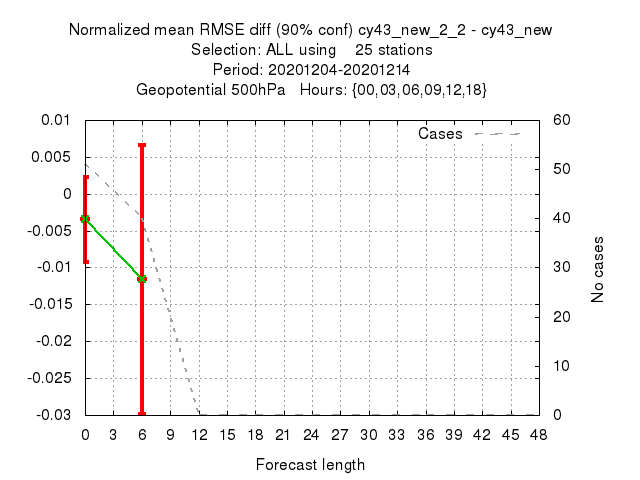 Normalized mean RMSE diff (90% conf) cy43_new_2_2 - cy43_new
Selection: ALL using    25 stations
Period: 20201204-20201214
Geopotential 500hPa   Hours: {00,03,06,09,12,18}
Cases
0.01
0.005
0
-0.005
-0.01
-0.015
-0.02
-0.025
-0.03
60
50
40
30
20
10
0
No cases
0 3 6 9 12 15 18 21 24 27 30 33 36 39 42 45 48
Forecast length